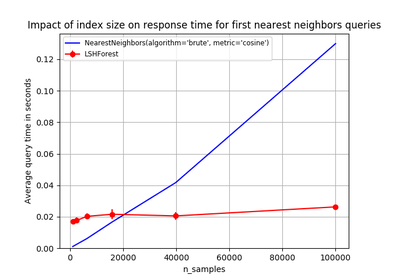 Impact of index size on response time for first nearest neighbors queries
NearestNeighbors(algorithm='brute', metric='cosine')
LSHForest
Average query time in seconds
0.12
0.10
0.08
0.06
0.04
0.02
0.00
0 20000 40000 60000 80000 100000
n_samples